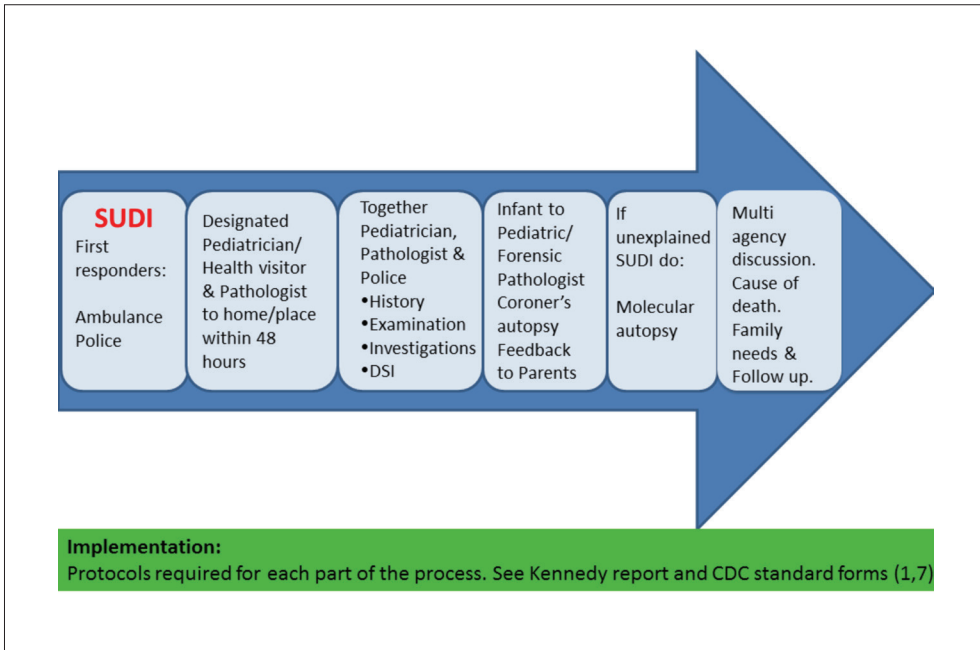 SUDI
First
responders:
Ambulance
Police
Designated
Pediatrician/
Health visitor
& Pathologist
to home/place
within 48
hours
Together
Pediatrician,
Pathologist &
Police
•History
•Examination
•Investigations
•DSI
Infant to
Pediatric/
Forensic
Pathologist
Coroner's
autopsy
Feedback
to Parents
If
unexplained
SUDI do:
Molecular
autopsy
Multi
agency
discussion.
Cause of
death.
Family
needs &
Follow up.
Implementation:
Protocols required for each part of the process. See Kennedy report and CDC standard forms (1,7)